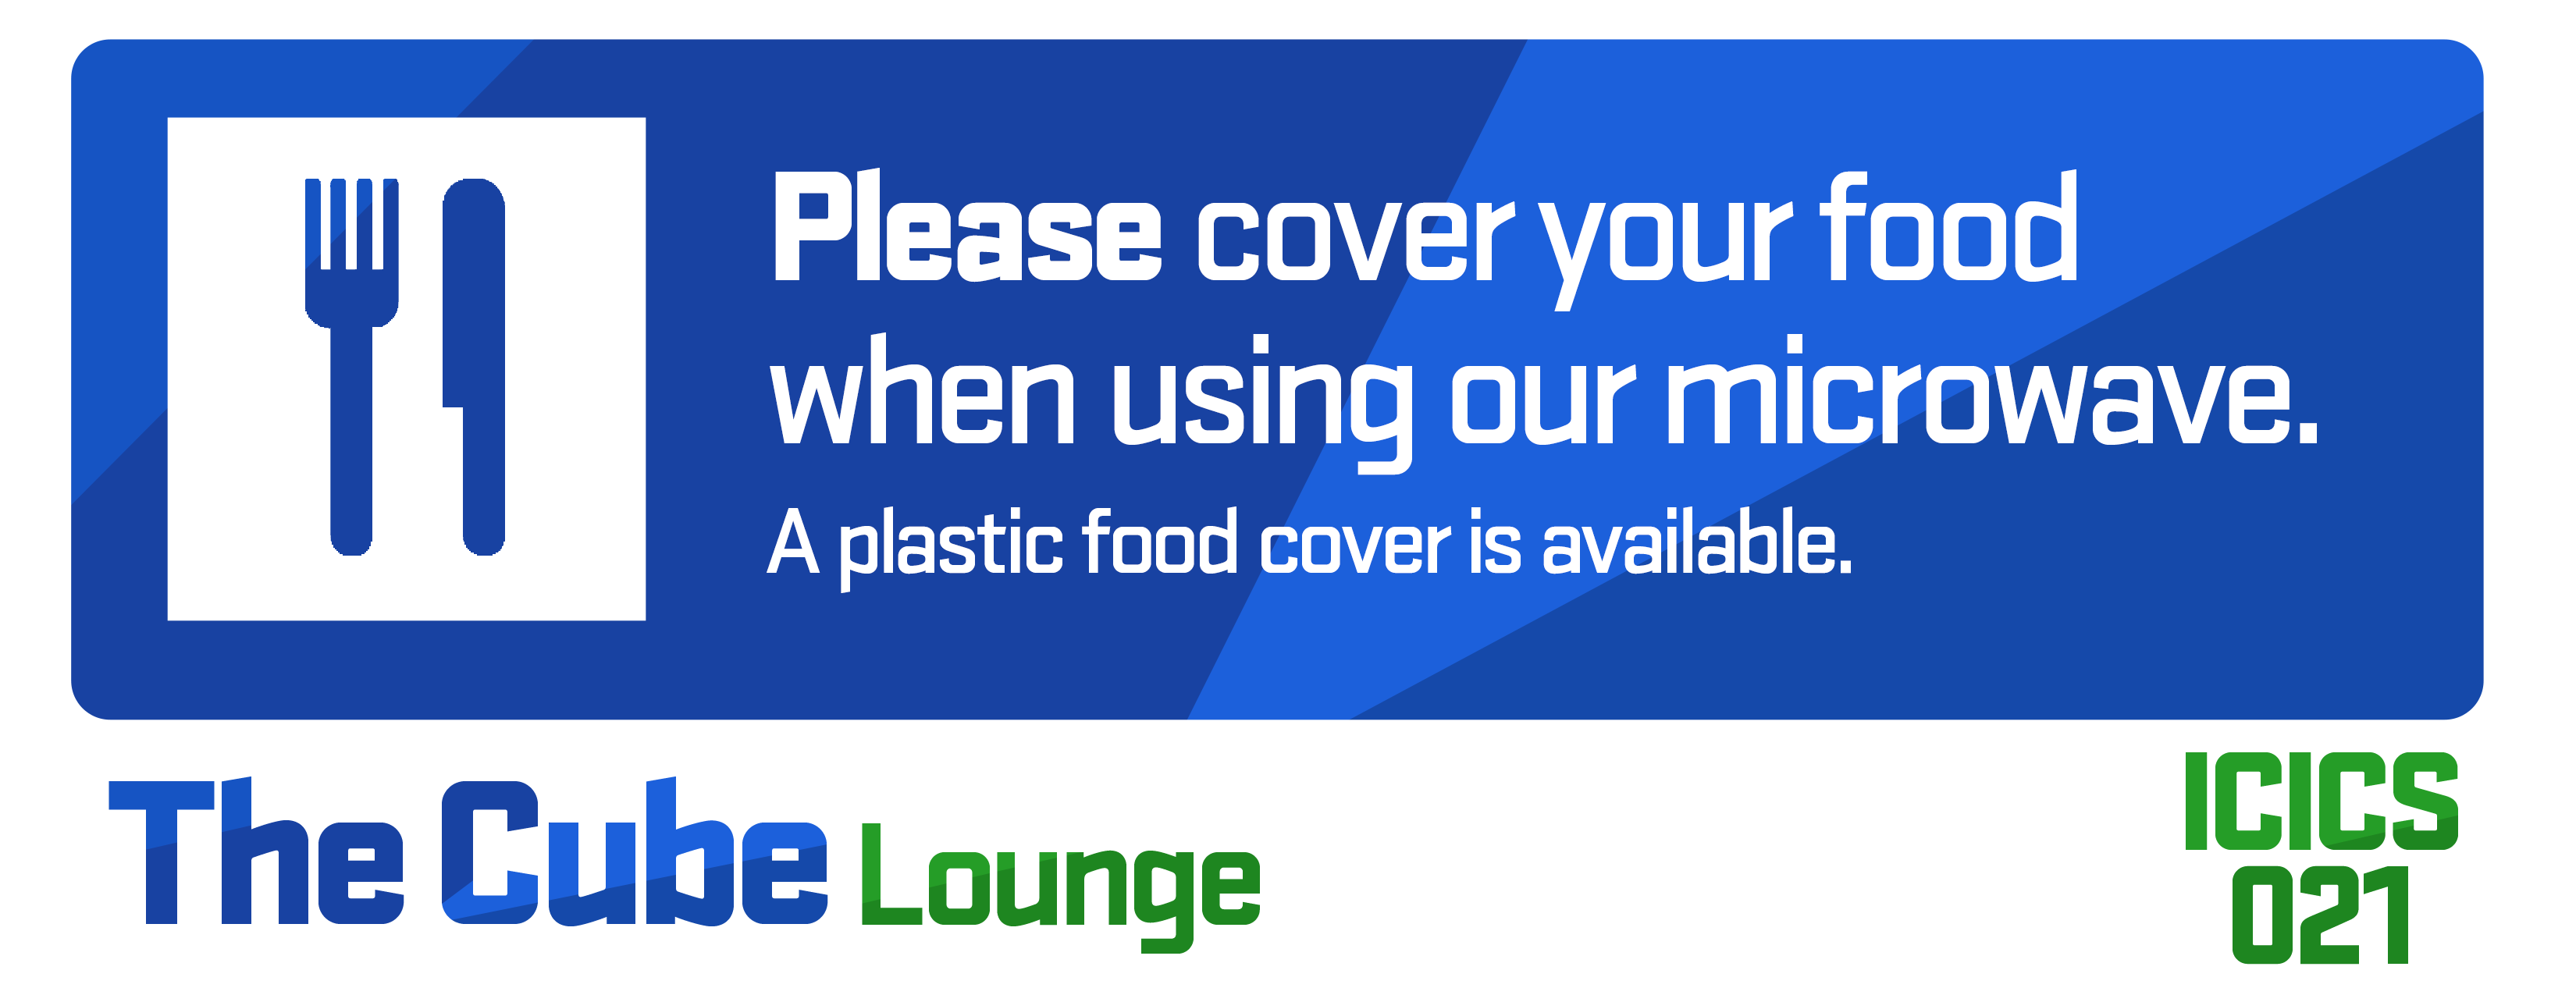 Please cover your food
when using our microwave.
A plastic food cover is available.
The Cube Lounge
ICICS
021